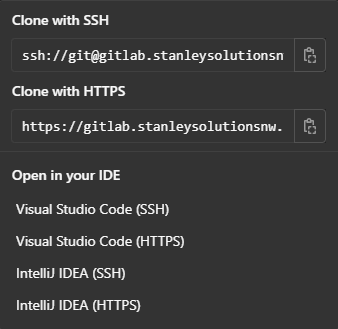 Clone with SSH
ssh://git@gitlab.stanleysolutionsn
Clone with HTTPS
https://gitlab.stanleysolutionsnw.
Open in your IDE
Visual Studio Code (SSH)
Visual Studio Code (HTTPS)
IntelliJ IDEA (SSH)
IntelliJ IDEA (HTTPS)